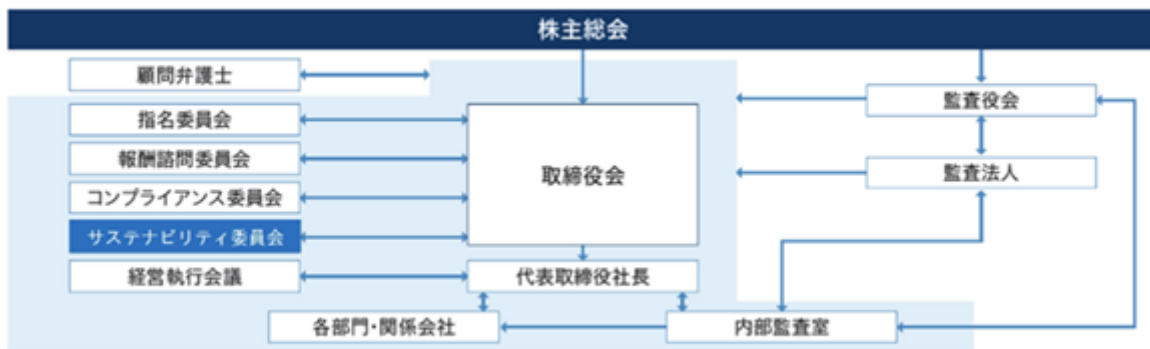 株主総会
顧問弁護士
指名委員会
報酬諮問委員会
コンプライアンス委員会
サステナビリティ委員会
経営執行会議
取締役会
代表取締役社長
監査役会
監査法人
各部門・関係会社
内部監査室